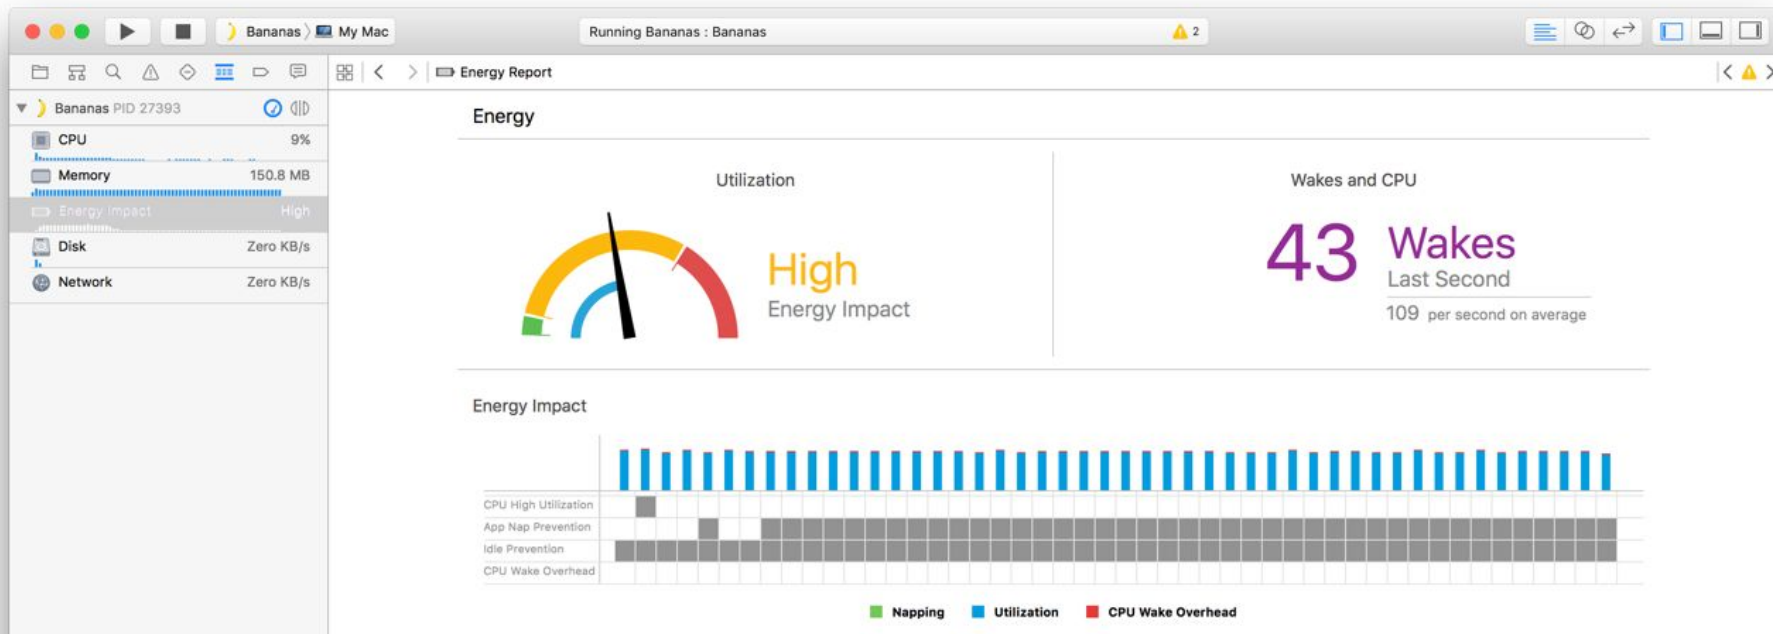 Bananas
My Mac
Running Bananas : Bananas
2
Energy Report
Bananas PID 27393
CPU 9%
Memory 150.8 MB
Energy Impact High
Disk Zero KB/s
Network Zero KB/s
Energy
Utilization
High
Energy Impact
Wakes and CPU
43 Wakes
Last Second
109 per second on average
Energy Impact
CPU High Utilization
App Nap Prevention
Idle Prevention
CPU Wake Overhead
Napping Utilization CPU Wake Overhead